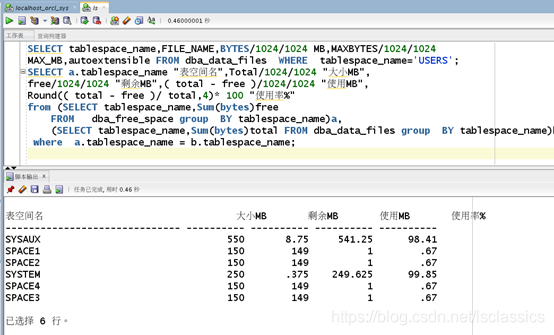 localhost_orcl_sys
ls
0.46000001 秒
工作表 查询构建器
SELECT tablespace_name,FILE_NAME,BYTES/1024/1024 MB,MAXBYTES/1024/1024
MAX_MB,autoextensible FROM dba_data_files WHERE tablespace_name='USERS';
SELECT a.tablespace_name "表空间名",Total/1024/1024 "大小MB",
free/1024/1024 "剩余MB",( total - free )/1024/1024 "使用MB",
Round(( total - free )/ total,4)* 100 "使用率%"
from (SELECT tablespace_name,Sum(bytes)free
FROM dba_free_space group BY tablespace_name)a,
(SELECT tablespace_name,Sum(bytes)total FROM dba_data_files group BY tablespace_name)b
where a.tablespace_name = b.tablespace_name;
脚本输出
任务已完成, 用时 0.46 秒
表空间名 大小MB 剩余MB 使用MB 使用率%
------------------------------ ---------- ---------- ---------- ----------
SYSAUX 550 8.75 541.25 98.41
SPACE1 150 149 1 .67
SPACE2 150 149 1 .67
SYSTEM 250 .375 249.625 99.85
SPACE4 150 149 1 .67
SPACE3 150 149 1 .67
已选择 6 行。
https://blog.csdn.net/lsclassics